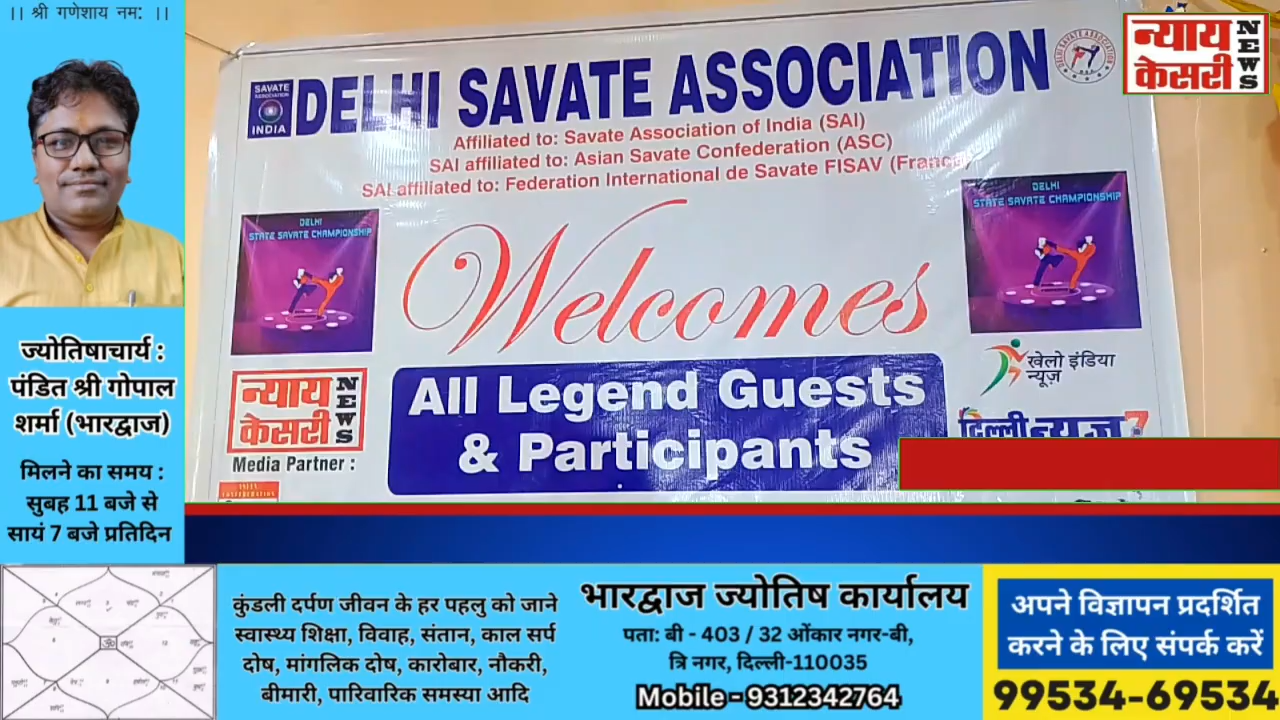 ।। श्री गणेशाय नम: ।।
ज्योतिषाचार्य :
पंडित श्री गोपाल
शर्मा (भारद्वाज)
मिलने का समय :
सुबह 11 बजे से
सायं 7 बजे प्रतिदिन
SAVATE
ASSOCIATION
INDIA
DELHI SAVATE ASSOCIATION
DELHI SAVATE ASSOCIATION
Affiliated to: Savate Association of India (SAI)
SAI affiliated to: Asian Savate Confederation (ASC)
SAI affiliated to: Federation International de Savate FISAV (France)
न्याय
केसरी
NEWS
DELHI
STATE SAVATE CHAMPIONSHIP
Welcomes
DELHI
STATE SAVATE CHAMPIONSHIP
न्याय
केसरी
NEWS
Media Partner :
All Legend Guests
& Participants
खेलो इंडिया
न्यूज़
दिल्ली न्यूज 7
कुंडली दर्पण जीवन के हर पहलु को जाने
स्वास्थ्य शिक्षा, विवाह, संतान, काल सर्प
दोष, मांगलिक दोष, कारोबार, नौकरी,
बीमारी, पारिवारिक समस्या आदि
भारद्वाज ज्योतिष कार्यालय
पता: बी - 403 / 32 ओंकार नगर-बी,
त्रि नगर, दिल्ली-110035
Mobile - 9312342764
अपने विज्ञापन प्रदर्शित
करने के लिए संपर्क करें
99534-69534